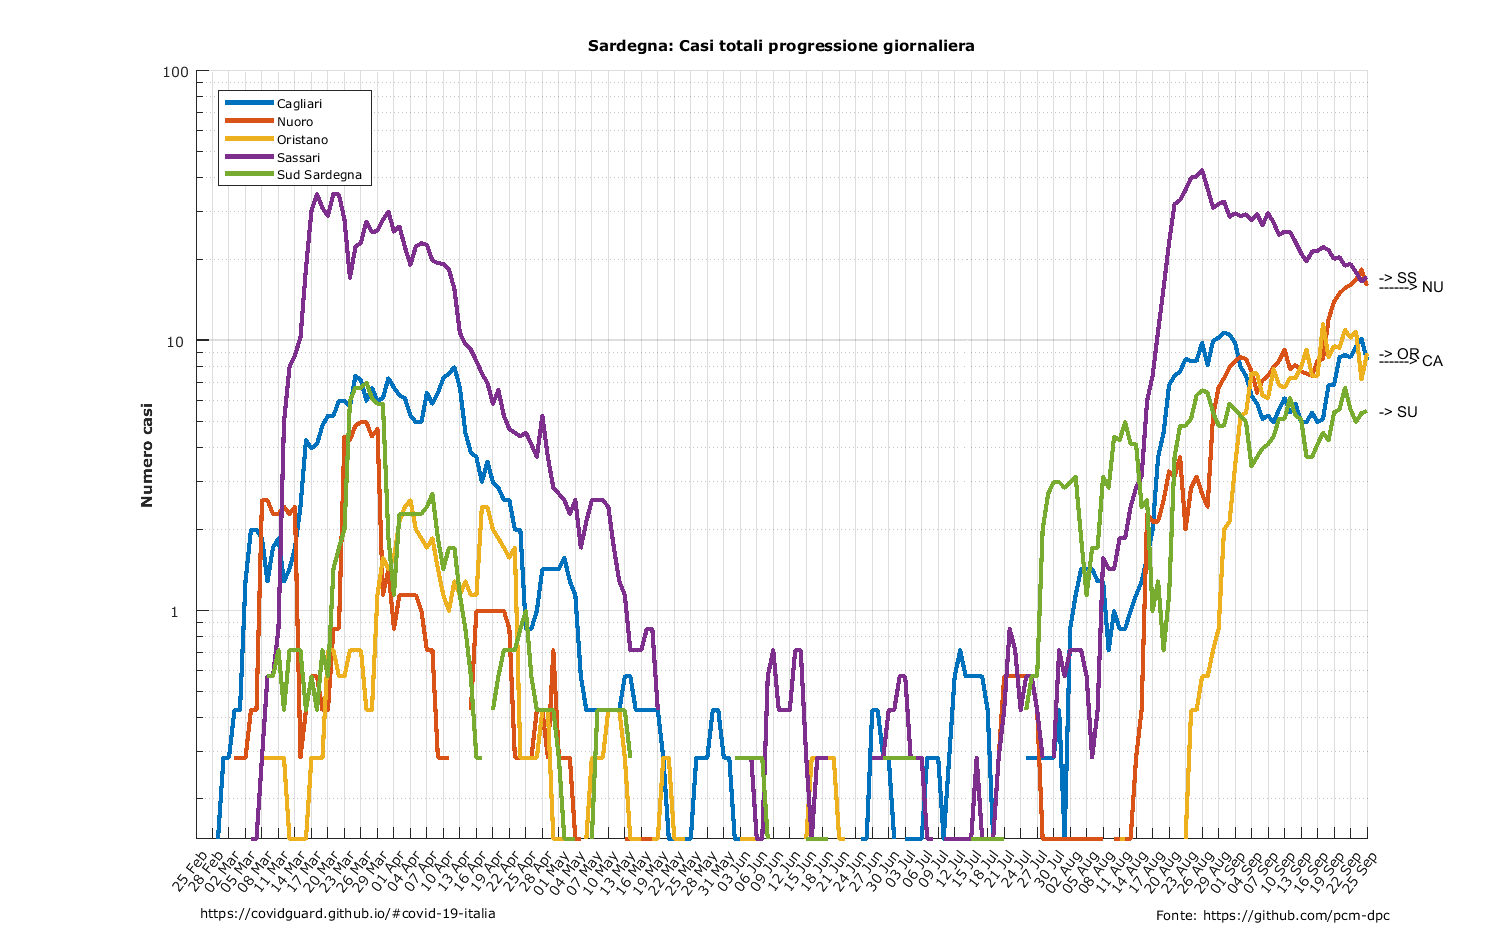 Sardegna: Casi totali progressione giornaliera
100
10
1
Numero casi
Cagliari
Nuoro
Oristano
Sassari
Sud Sardegna
-> SS
------> NU
-> OR
------> CA
-> SU
25 Feb
28 Feb
02 Mar
05 Mar
08 Mar
11 Mar
14 Mar
17 Mar
20 Mar
23 Mar
26 Mar
29 Mar
01 Apr
04 Apr
07 Apr
10 Apr
13 Apr
16 Apr
19 Apr
22 Apr
25 Apr
28 Apr
01 May
04 May
07 May
10 May
13 May
16 May
19 May
22 May
25 May
28 May
31 May
03 Jun
06 Jun
09 Jun
12 Jun
15 Jun
18 Jun
21 Jun
24 Jun
27 Jun
30 Jun
03 Jul
06 Jul
09 Jul
12 Jul
15 Jul
18 Jul
21 Jul
24 Jul
27 Jul
30 Jul
02 Aug
05 Aug
08 Aug
11 Aug
14 Aug
17 Aug
20 Aug
23 Aug
26 Aug
29 Aug
01 Sep
04 Sep
07 Sep
10 Sep
13 Sep
16 Sep
19 Sep
22 Sep
25 Sep
https://covidguard.github.io/#covid-19-italia
Fonte: https://github.com/pcm-dpc